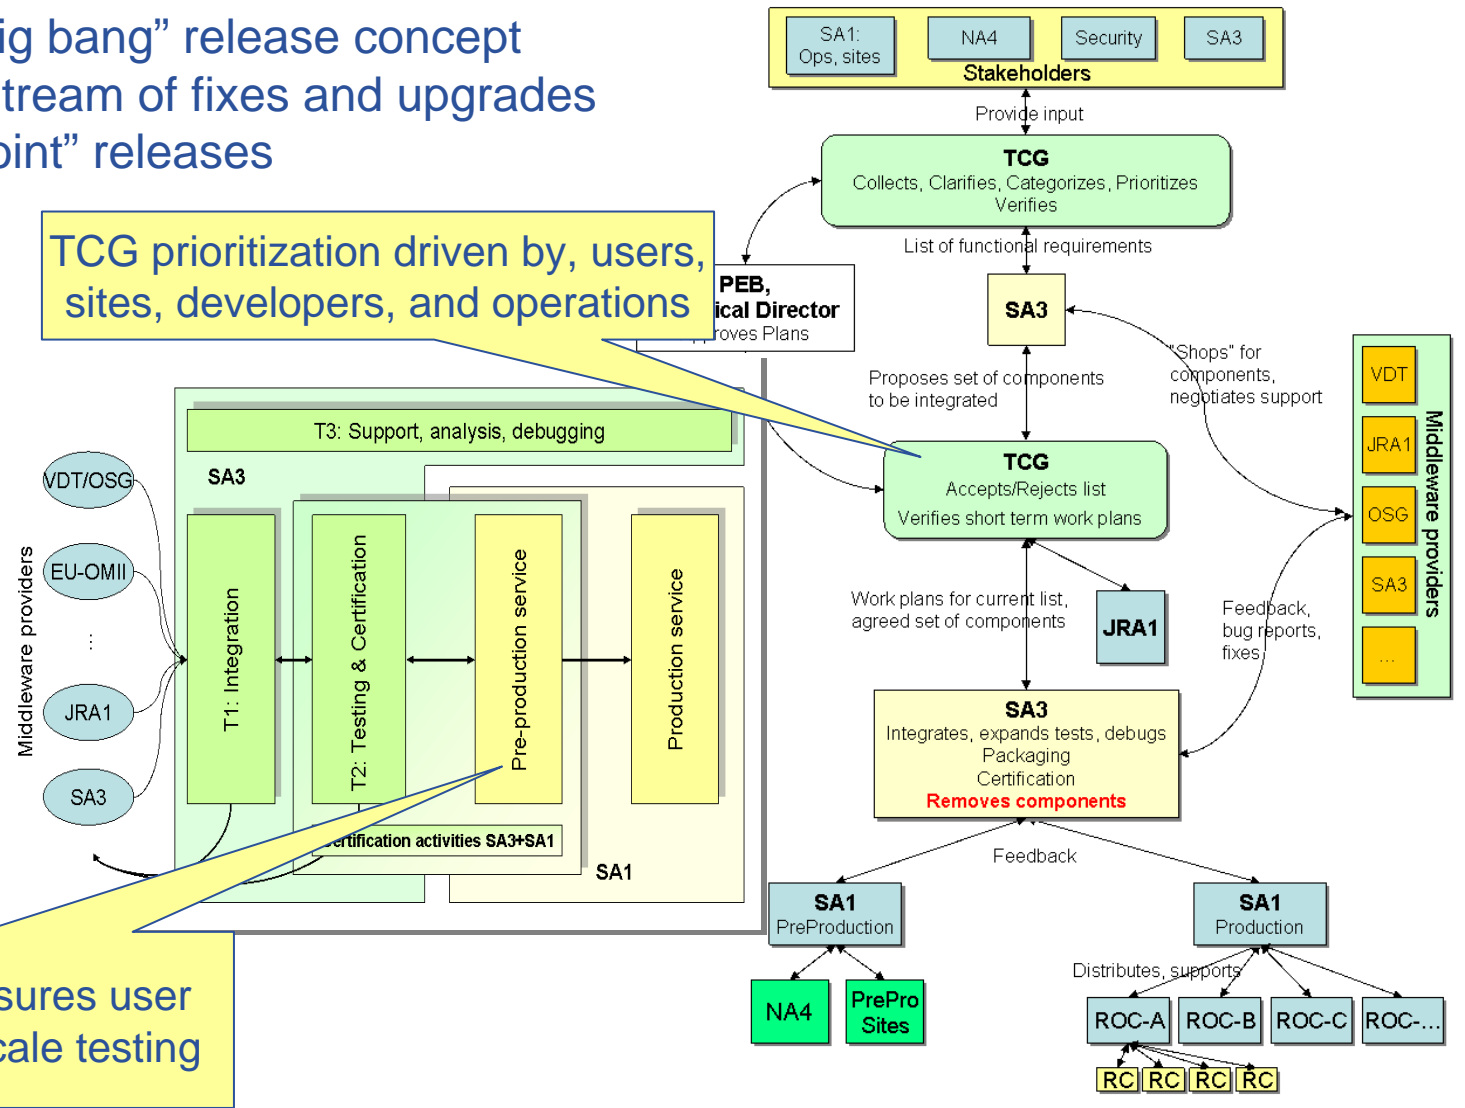 ig bang” release concept
tream of fixes and upgrades
oint” releases
SA1:
Ops, sites
NA4
Security
SA3
Stakeholders
Provide input
TCG
Collects, Clarifies, Categorizes, Prioritizes
Verifies
List of functional requirements
TCG prioritization driven by, users,
sites, developers, and operations
PEB,
ical Director
proves Plans
SA3
"Shops" for
components,
negotiates support
Proposes set of components
to be integrated
TCG
Accepts/Rejects list
Verifies short term work plans
Work plans for current list,
agreed set of components
JRA1
Feedback,
bug reports,
fixes
VDT
JRA1
OSG
SA3
...
Middleware providers
SA3
Integrates, expands tests, debugs
Packaging
Certification
Removes components
Feedback
SA1
PreProduction
SA1
Production
NA4
PrePro
Sites
Distributes, supports
ROC-A
ROC-B
ROC-C
ROC-...
RC
RC
RC
RC
T3: Support, analysis, debugging
SA3
Middleware providers
VDT/OSG
EU-OMII
...
JRA1
SA3
T1: Integration
T2: Testing & Certification
Pre-production service
Production service
ertification activities SA3+SA1
SA1
sures user
cale testing